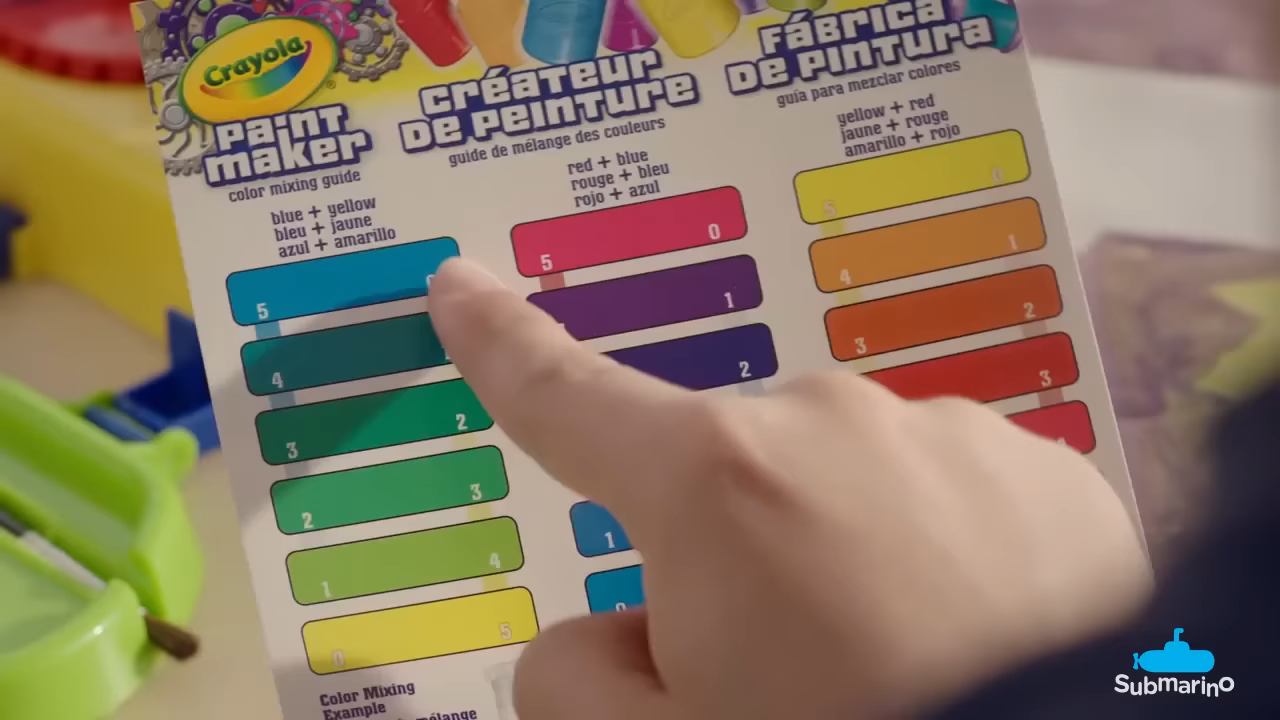 Crayola
Paint
maker
color mixing guide
blue + yellow
bleu + jaune
azul + amarillo
5
4
3 2
2 3
1 4
0 5
Color Mixing
Example
mélange
créateur
de peinture
guide de mélange des couleurs
red + blue
rouge + bleu
rojo + azul
5 0
1
2
1
0
fábrica
de pintura
guía para mezclar colores
yellow + red
jaune + rouge
amarillo + rojo
5 0
4 1
3 2
3
Submarino